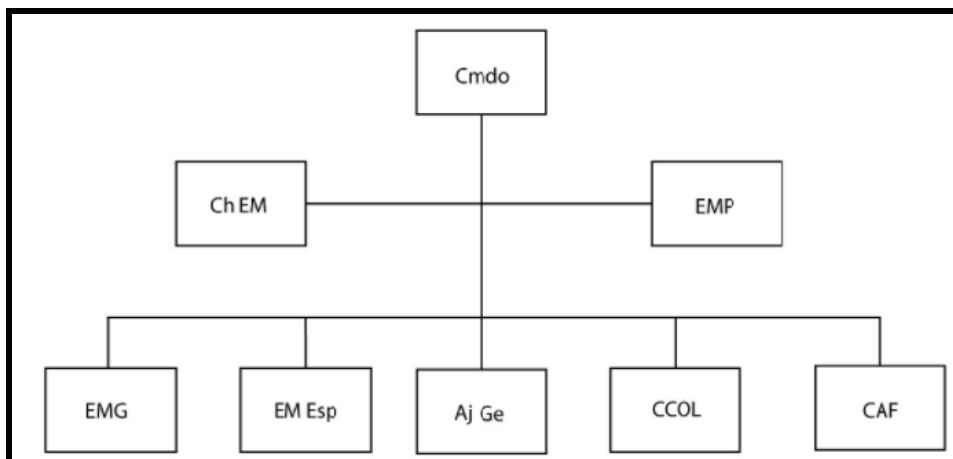 Cmdo
Ch EM
EMP
EMG
EM Esp
Aj Ge
CCOL
CAF